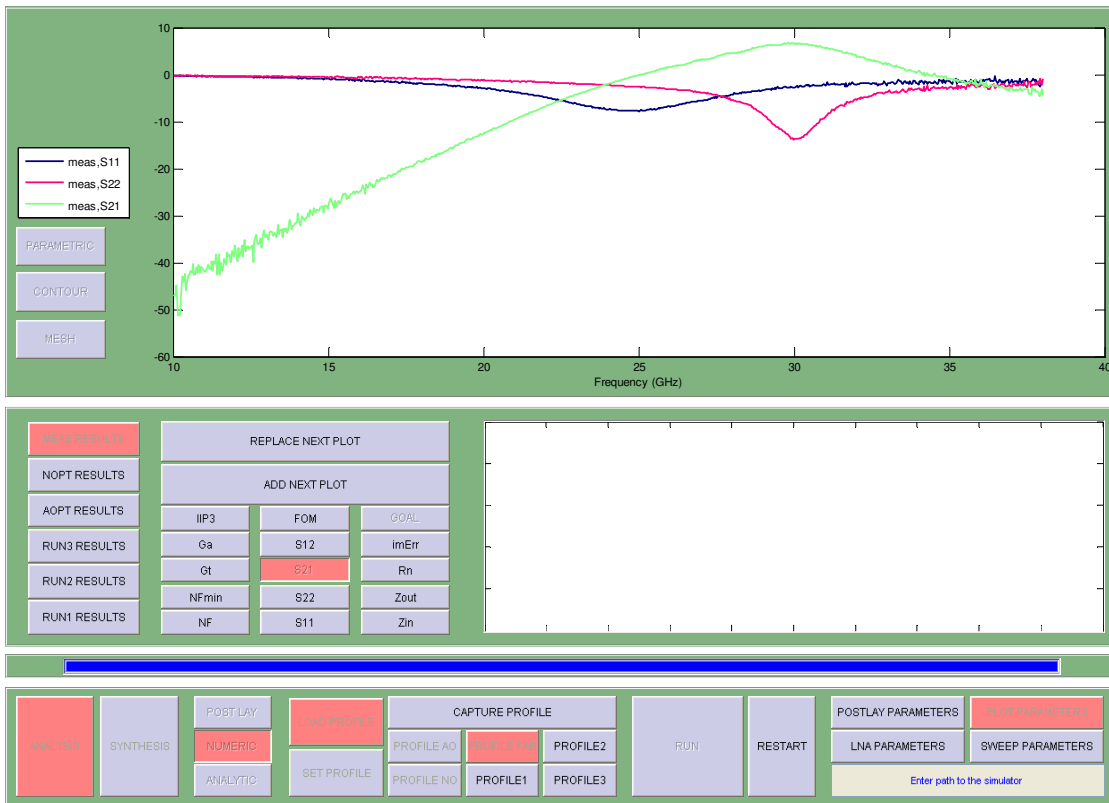 10
0
-10
-20
-30
-40
-50
-60
10 15 20 25 30 35 40
Frequency (GHz)
meas,S11
meas,S22
meas,S21
PARAMETRIC
CONTOUR
MESH
MEAS RESULTS
NOPT RESULTS
AOPT RESULTS
RUN3 RESULTS
RUN2 RESULTS
RUN1 RESULTS
REPLACE NEXT PLOT
ADD NEXT PLOT
IIP3 FOM GOAL
Ga S12 imErr
Gt S21 Rn
NFmin S22 Zout
NF S11 Zin
ANALYSIS
SYNTHESIS
POST LAY
NUMERIC
ANALYTIC
LOAD PROFILE
SET PROFILE
CAPTURE PROFILE
PROFILE AO PROFILE FAB PROFILE2
PROFILE NO PROFILE1 PROFILE3
RUN
RESTART
POSTLAY PARAMETERS PLOT PARAMETERS
LNA PARAMETERS SWEEP PARAMETERS
Enter path to the simulator